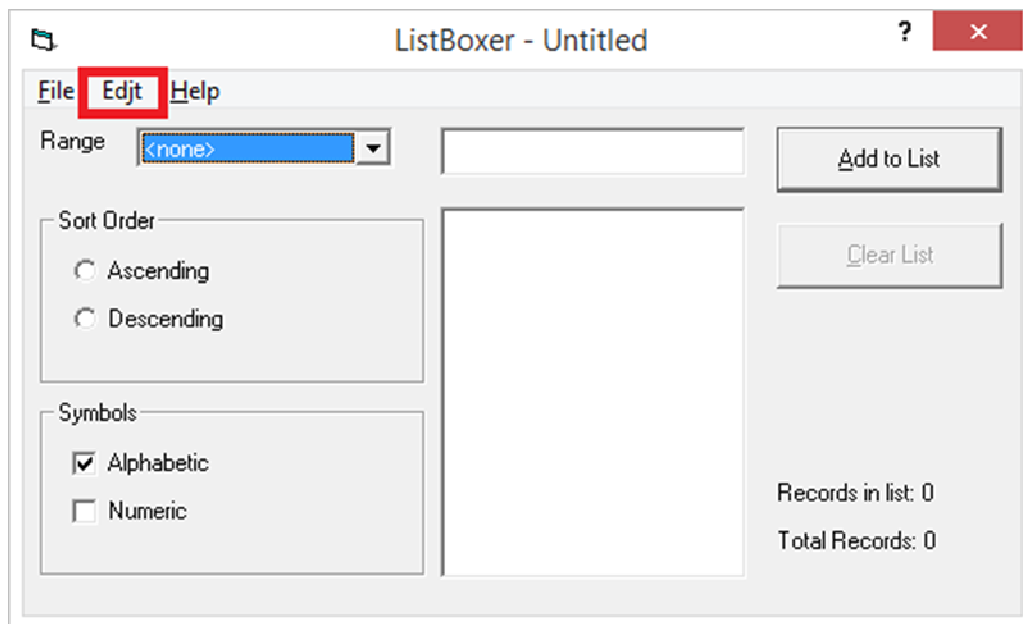 ListBoxer - Untitled
?
File Edjt Help
Range <none> Add to List
Sort Order
Clear List
Ascending
Descending
Symbols
Alphabetic
Numeric
Records in list: 0
Total Records: 0